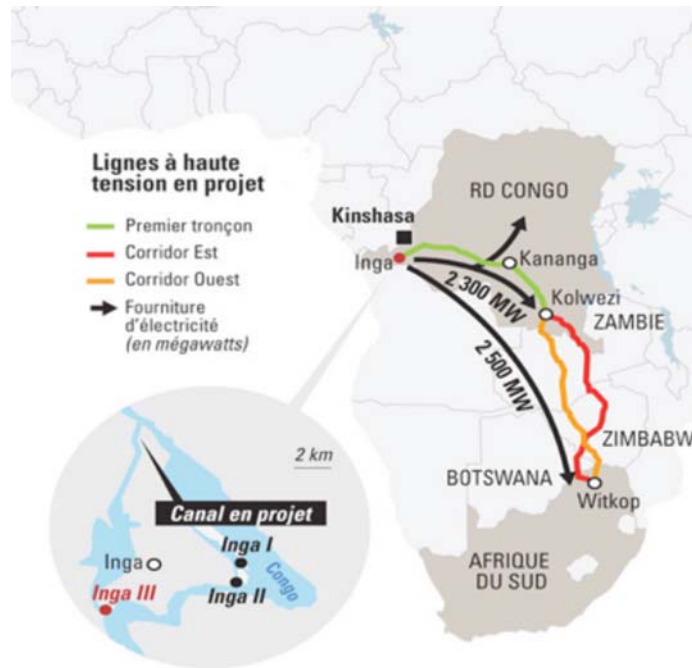 Lignes à haute
tension en projet
Premier tronçon
Corridor Est
Corridor Ouest
Fourniture
d'électricité
(en mégawatts)
Kinshasa
Inga
RD CONGO
Kananga
Kolwezi
2 300 MW
2 500 MW
ZAMBIE
ZIMBABW
BOTSWANA
Witkop
AFRIQUE
DU SUD
2 km
Canal en projet
Inga I
Inga
Inga II
Congo
Inga III